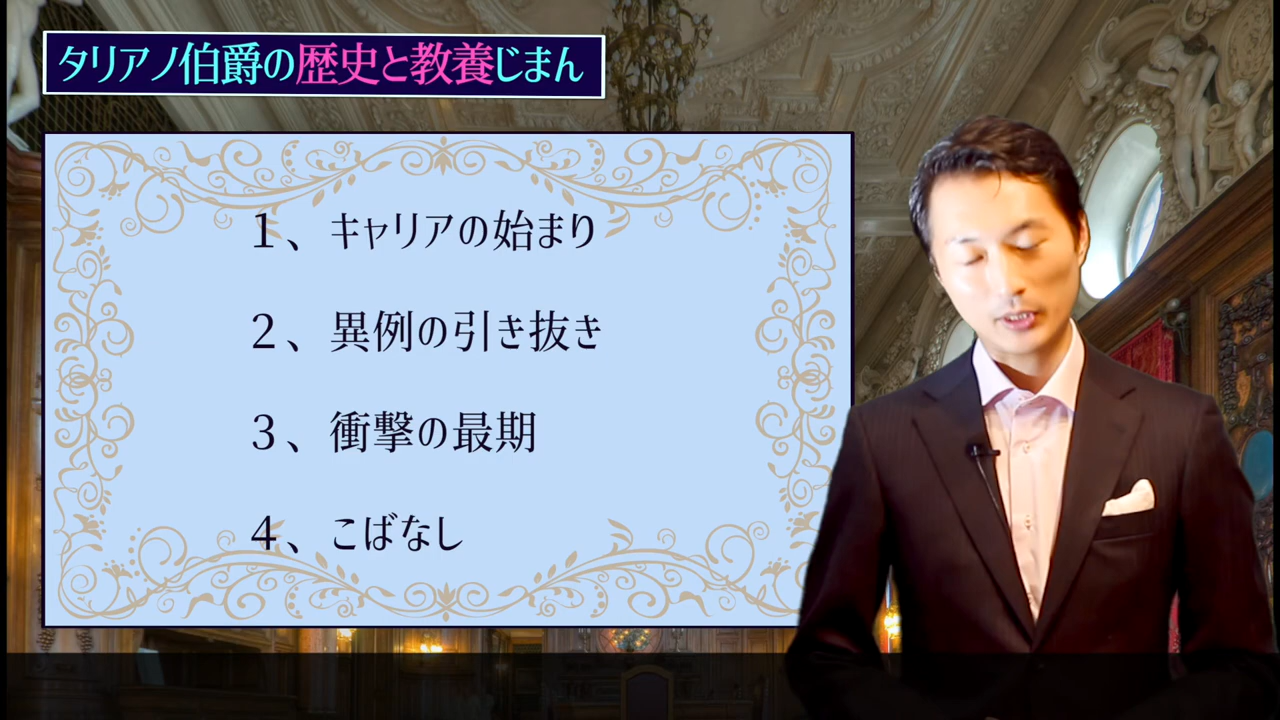 タリアノ伯爵の歴史と教養じまん
１、キャリアの始まり
２、異例の引き抜き
３、衝撃の最期
４、こばなし